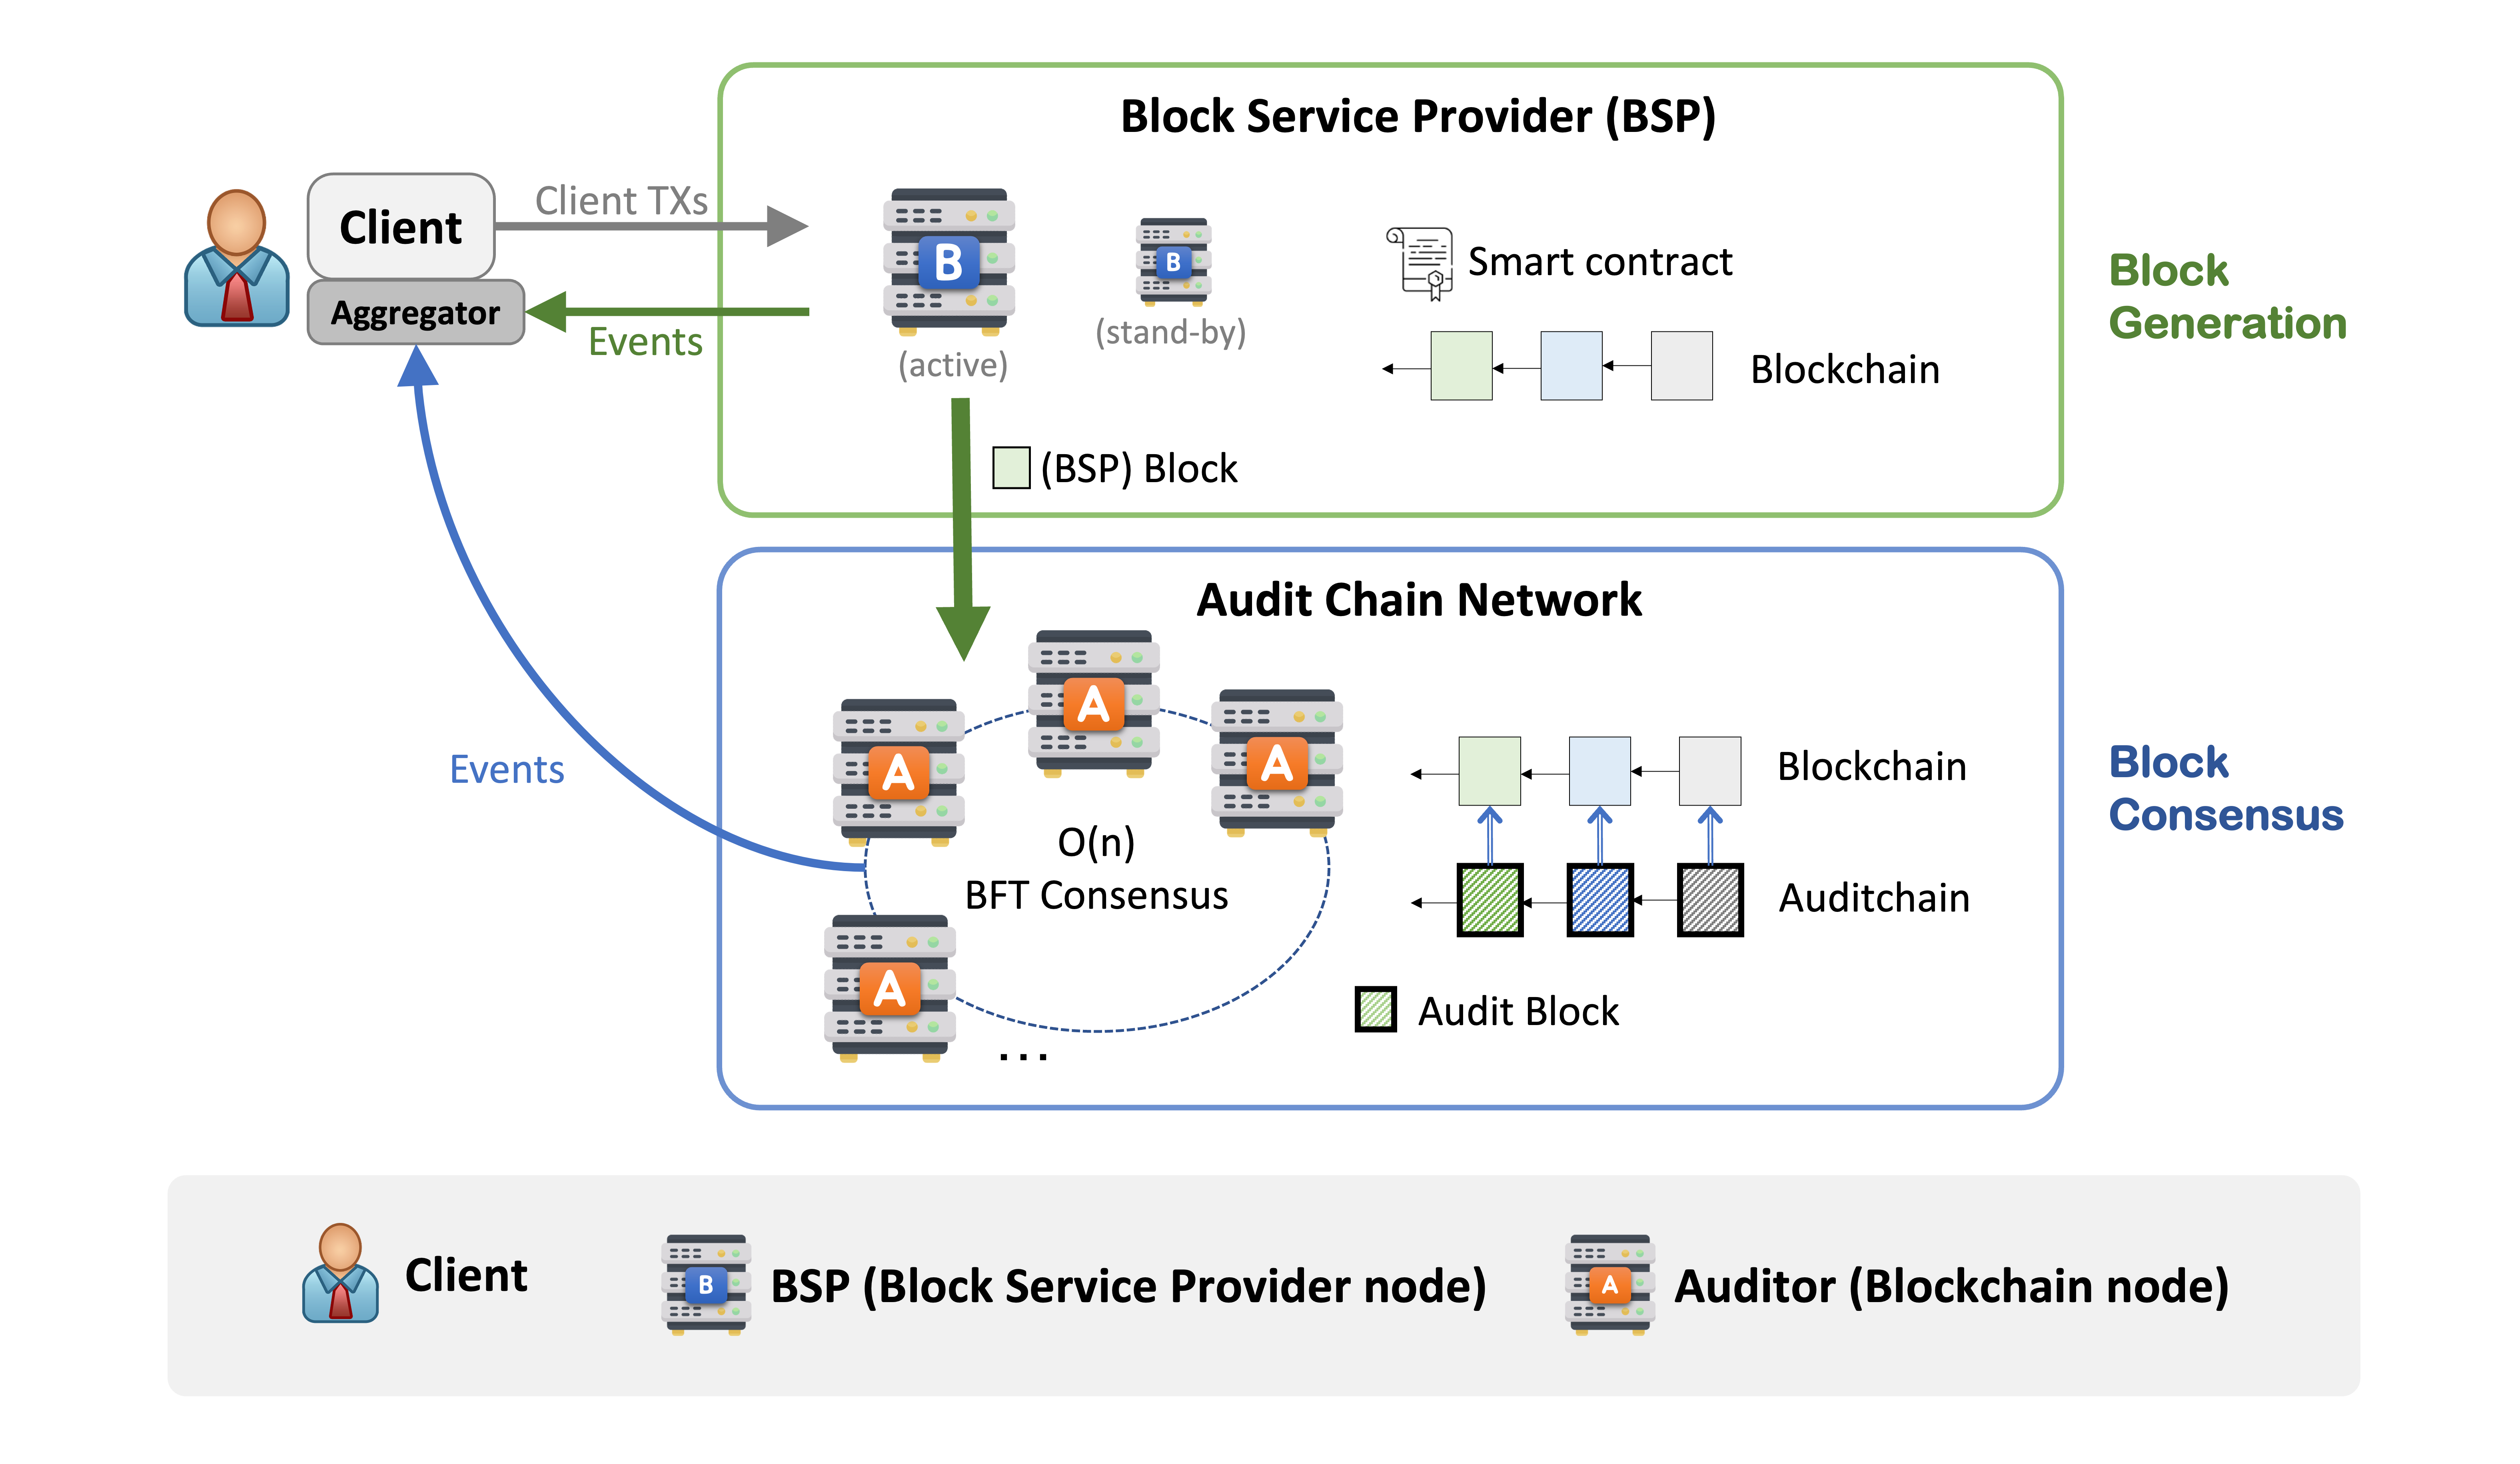 Block Service Provider (BSP)
Client
Client TXs
Aggregator
Events
B
(active)
B
(stand-by)
Smart contract
Blockchain
Block
Generation
(BSP) Block
Audit Chain Network
A
A
A
A
O(n)
BFT Consensus
...
Events
Blockchain
Auditchain
Audit Block
Block
Consensus
Client
B
BSP (Block Service Provider node)
A
Auditor (Blockchain node)